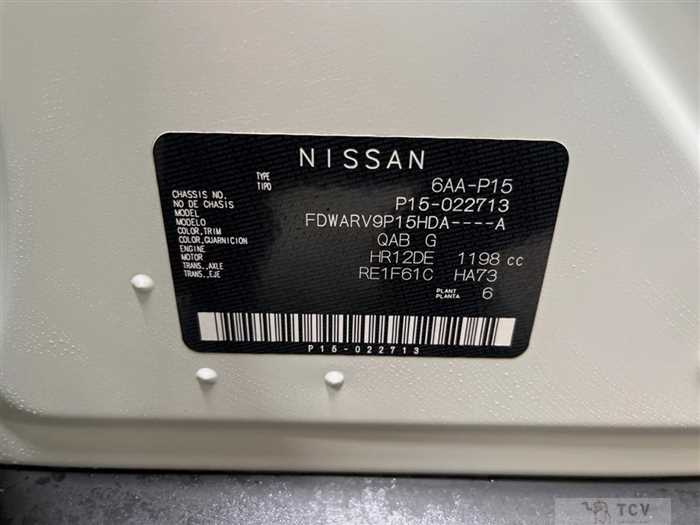 NISSAN
TYPE 6AA-P15
TIPO
CHASSIS NO. P15-022713
NO DE CHASIS
MODEL FDWARV9P15HDA----A
MODELO
COLOR,TRIM QAB G
COLOR,GUARNICION
ENGINE HR12DE 1198 cc
MOTOR
TRANS.,AXLE RE1F61C HA73
TRANS.,EJE
PLANT 6
PLANTA
P15-022713
TCV